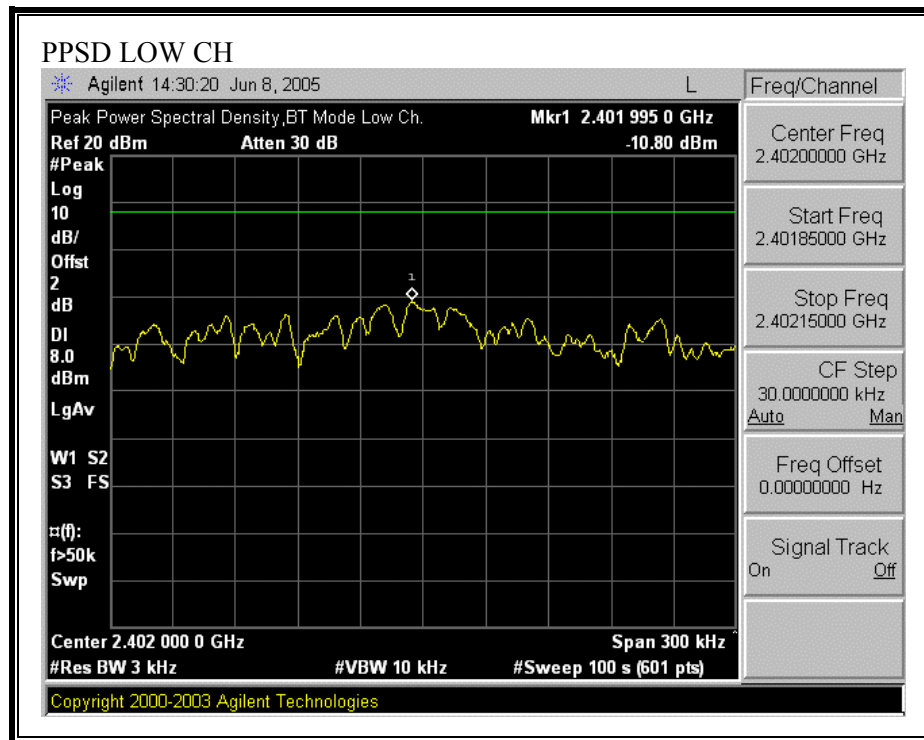 PPSD LOW CH
Agilent 14:30:20 Jun 8, 2005 L
Freq/Channel
Peak Power Spectral Density,BT Mode Low Ch. Mkr1 2.401 995 0 GHz
Ref 20 dBm Atten 30 dB -10.80 dBm
#Peak
Log
10
dB/
Offst
2
dB
DI
8.0
dBm
LgAv
W1 S2
S3 FS
¤(f):
f>50k
Swp
1
Center 2.402 000 0 GHz Span 300 kHz ^
#Res BW 3 kHz #VBW 10 kHz #Sweep 100 s (601 pts)
Copyright 2000-2003 Agilent Technologies
Center Freq
2.40200000 GHz
Start Freq
2.40185000 GHz
Stop Freq
2.40215000 GHz
CF Step
30.0000000 kHz
Auto Man
Freq Offset
0.00000000 Hz
Signal Track
On Off